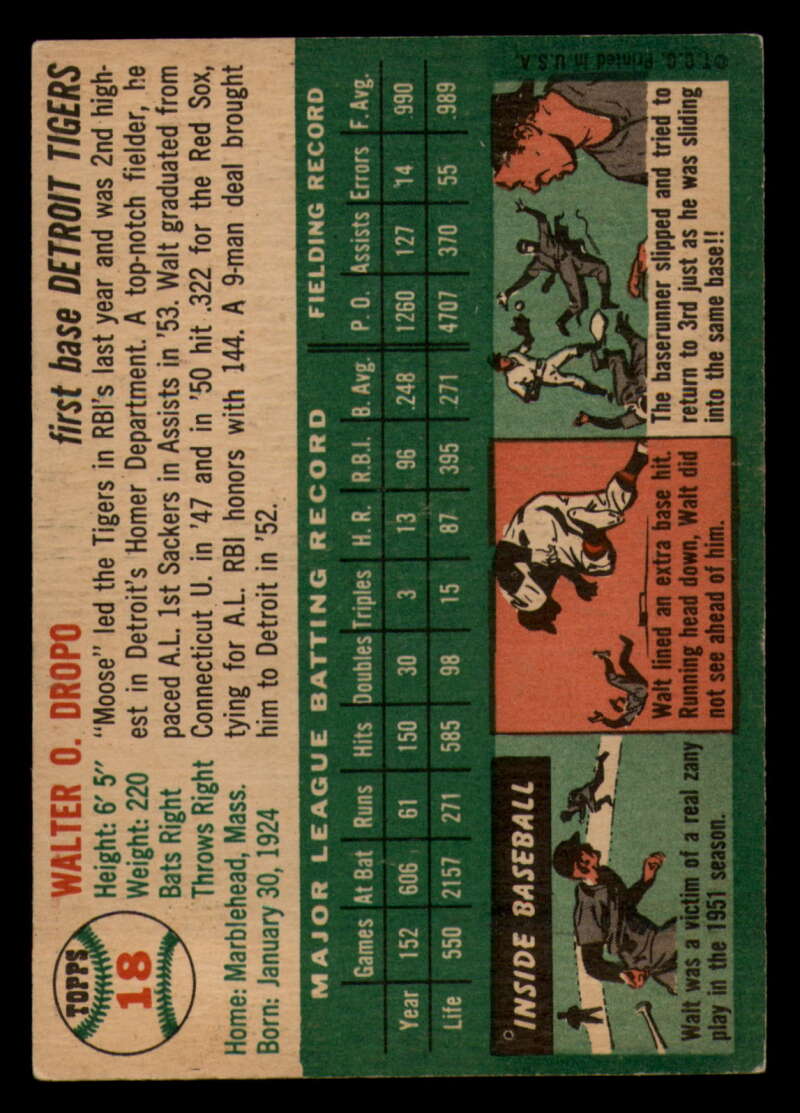 TOPPS
18
WALTER O. DROPO
first base DETROIT TIGERS
Height: 6' 5"
Weight: 220
Bats Right
Throws Right
Home: Marblehead, Mass.
Born: January 30, 1924
"Moose" led the Tigers in RBI's last year and was 2nd high-
est in Detroit's Homer Department. A top-notch fielder, he
paced A.L. 1st Sackers in Assists in '53. Walt graduated from
Connecticut U. in '47 and in '50 hit .322 for the Red Sox,
tying for A.L. RBI honors with 144. A 9-man deal brought
him to Detroit in '52.
MAJOR LEAGUE BATTING RECORD FIELDING RECORD
Games At Bat Runs Hits Doubles Triples H. R. R.B.I. B. Avg. P. O. Assists Errors F. Avg.
Year 152 606 61 150 30 3 13 96 .248 1260 127 14 .990
Life 550 2157 271 585 98 15 87 395 .271 4707 370 55 .989
INSIDE BASEBALL
Walt was a victim of a real zany
play in the 1951 season.
Walt lined an extra base hit.
Running head down, Walt did
not see ahead of him.
The baserunner slipped and tried to
return to 3rd just as he was sliding
into the same base!!
©T.C.G. Printed in U.S.A.